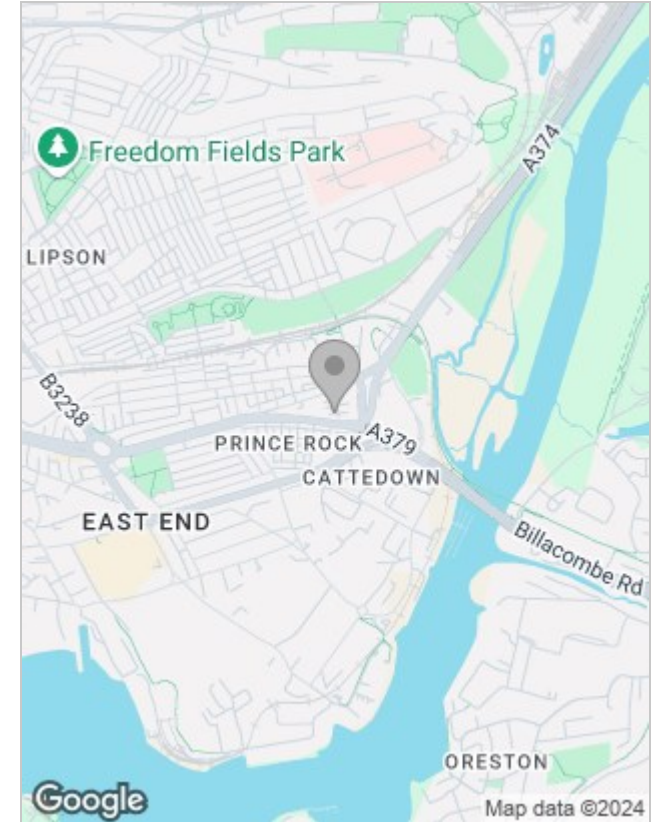 Freedom Fields Park
A374
LIPSON
B3238
PRINCE ROCK
A379
CATTEDOWN
EAST END
Billacombe Rd
ORESTON
Google
Map data ©2024